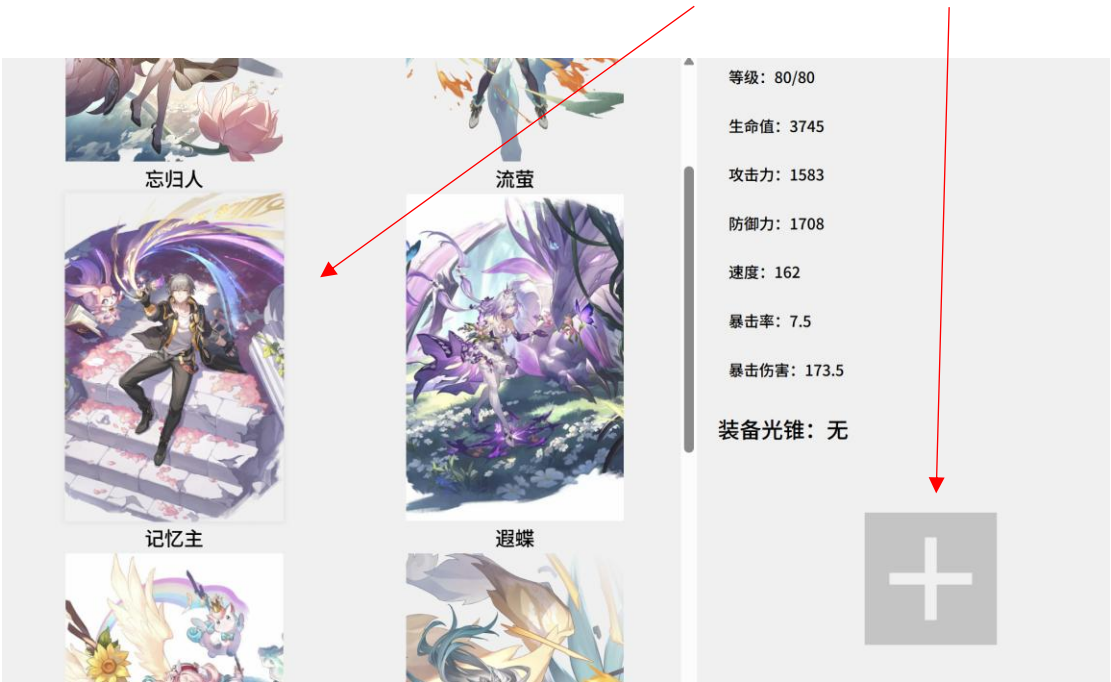 忘归人
流萤
记忆主
遐蝶
等级：80/80
生命值：3745
攻击力：1583
防御力：1708
速度：162
暴击率：7.5
暴击伤害：173.5
装备光锥：无